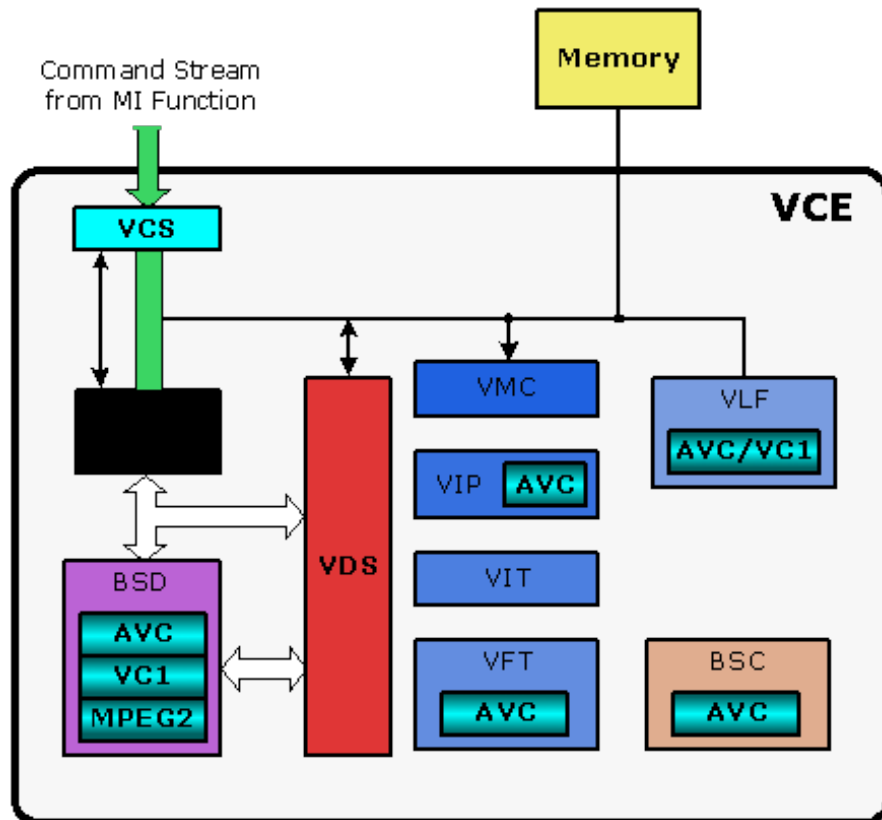 Memory
Command Stream
from MI Function
VCE
VCS
VMC
VLF
AVC/VC1
VIP
AVC
VDS
VIT
BSD
AVC
VC1
MPEG2
VFT
AVC
BSC
AVC